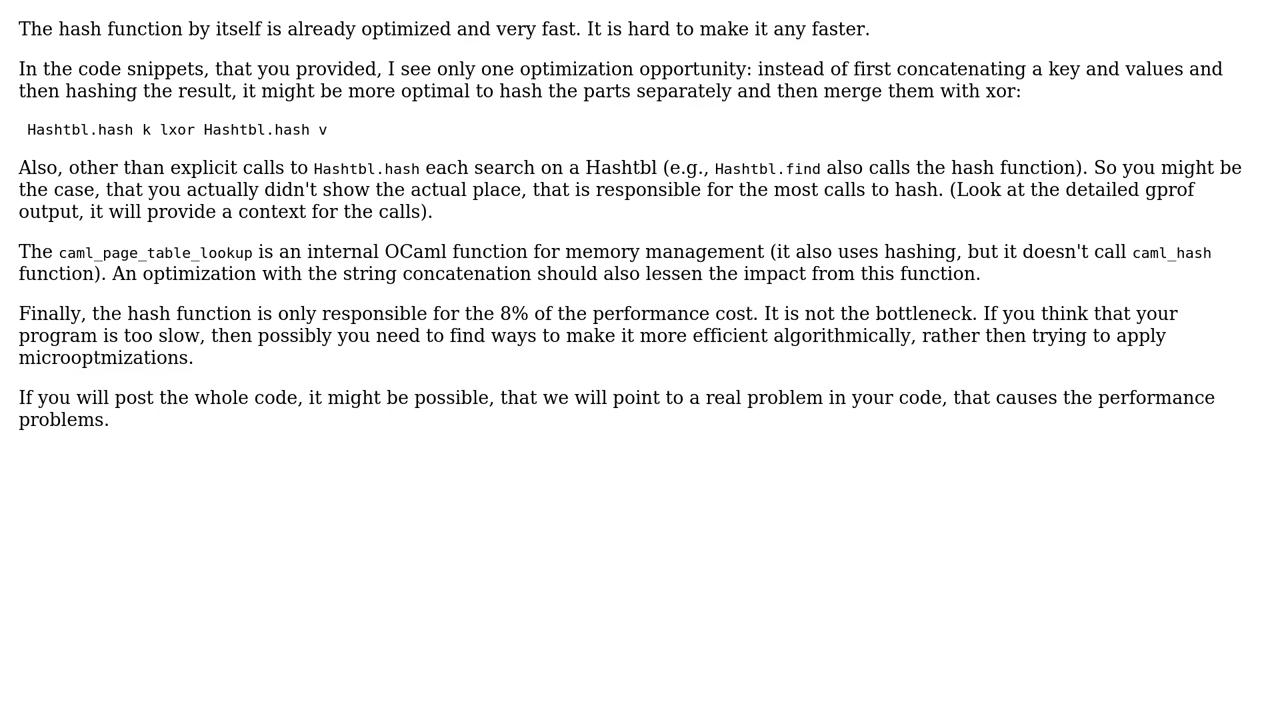 The hash function by itself is already optimized and very fast. It is hard to make it any faster.
In the code snippets, that you provided, I see only one optimization opportunity: instead of first concatenating a key and values and
then hashing the result, it might be more optimal to hash the parts separately and then merge them with xor:
Hashtbl.hash k lxor Hashtbl.hash v
Also, other than explicit calls to Hashtbl.hash each search on a Hashtbl (e.g., Hashtbl.find also calls the hash function). So you might be
the case, that you actually didn't show the actual place, that is responsible for the most calls to hash. (Look at the detailed gprof
output, it will provide a context for the calls).
The caml_page_table_lookup is an internal OCaml function for memory management (it also uses hashing, but it doesn't call caml_hash
function). An optimization with the string concatenation should also lessen the impact from this function.
Finally, the hash function is only responsible for the 8% of the performance cost. It is not the bottleneck. If you think that your
program is too slow, then possibly you need to find ways to make it more efficient algorithmically, rather then trying to apply
microoptmizations.
If you will post the whole code, it might be possible, that we will point to a real problem in your code, that causes the performance
problems.